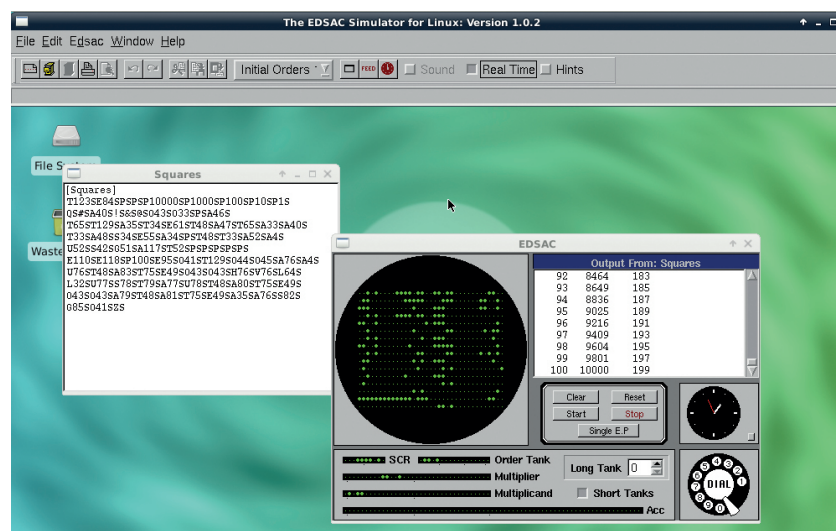 The EDSAC Simulator for Linux: Version 1.0.2
File Edit Edsac Window Help
Initial Orders FEED Sound Real Time Hints
File
Squares
[Squares]
T123SE84SPSPSP10000SP1000SP100SP10SP1S
QS#SA40S!S&S@SO43SO33SPSA46S
T65ST129SA35ST34SE61ST48SA47ST65SA33SA40S
T33SA48SS34SE55SA34SPST48ST33SA52SA4S
U52SS42SO51SA117ST52SPSPSPSPSPS
E110SE118SP100SE95SO41ST129SO44SO45SA76SA4S
U76ST48SA83ST75SE49SO43SO43SH76SV76SL64S
L32SU77SS78ST79SA77SU78ST48SA80ST75SE49S
O43SO43SA79ST48SA81ST75SE49SA35SA76SS82S
G85SO41SZS
EDSAC
Output From: Squares
92 8464 183
93 8649 185
94 8836 187
95 9025 189
96 9216 191
97 9409 193
98 9604 195
99 9801 197
100 10000 199
Clear Reset
Start Stop
Single E.P
SCR Order Tank
Multiplier
Multiplicand
Acc
Long Tank 0
Short Tanks
DIAL